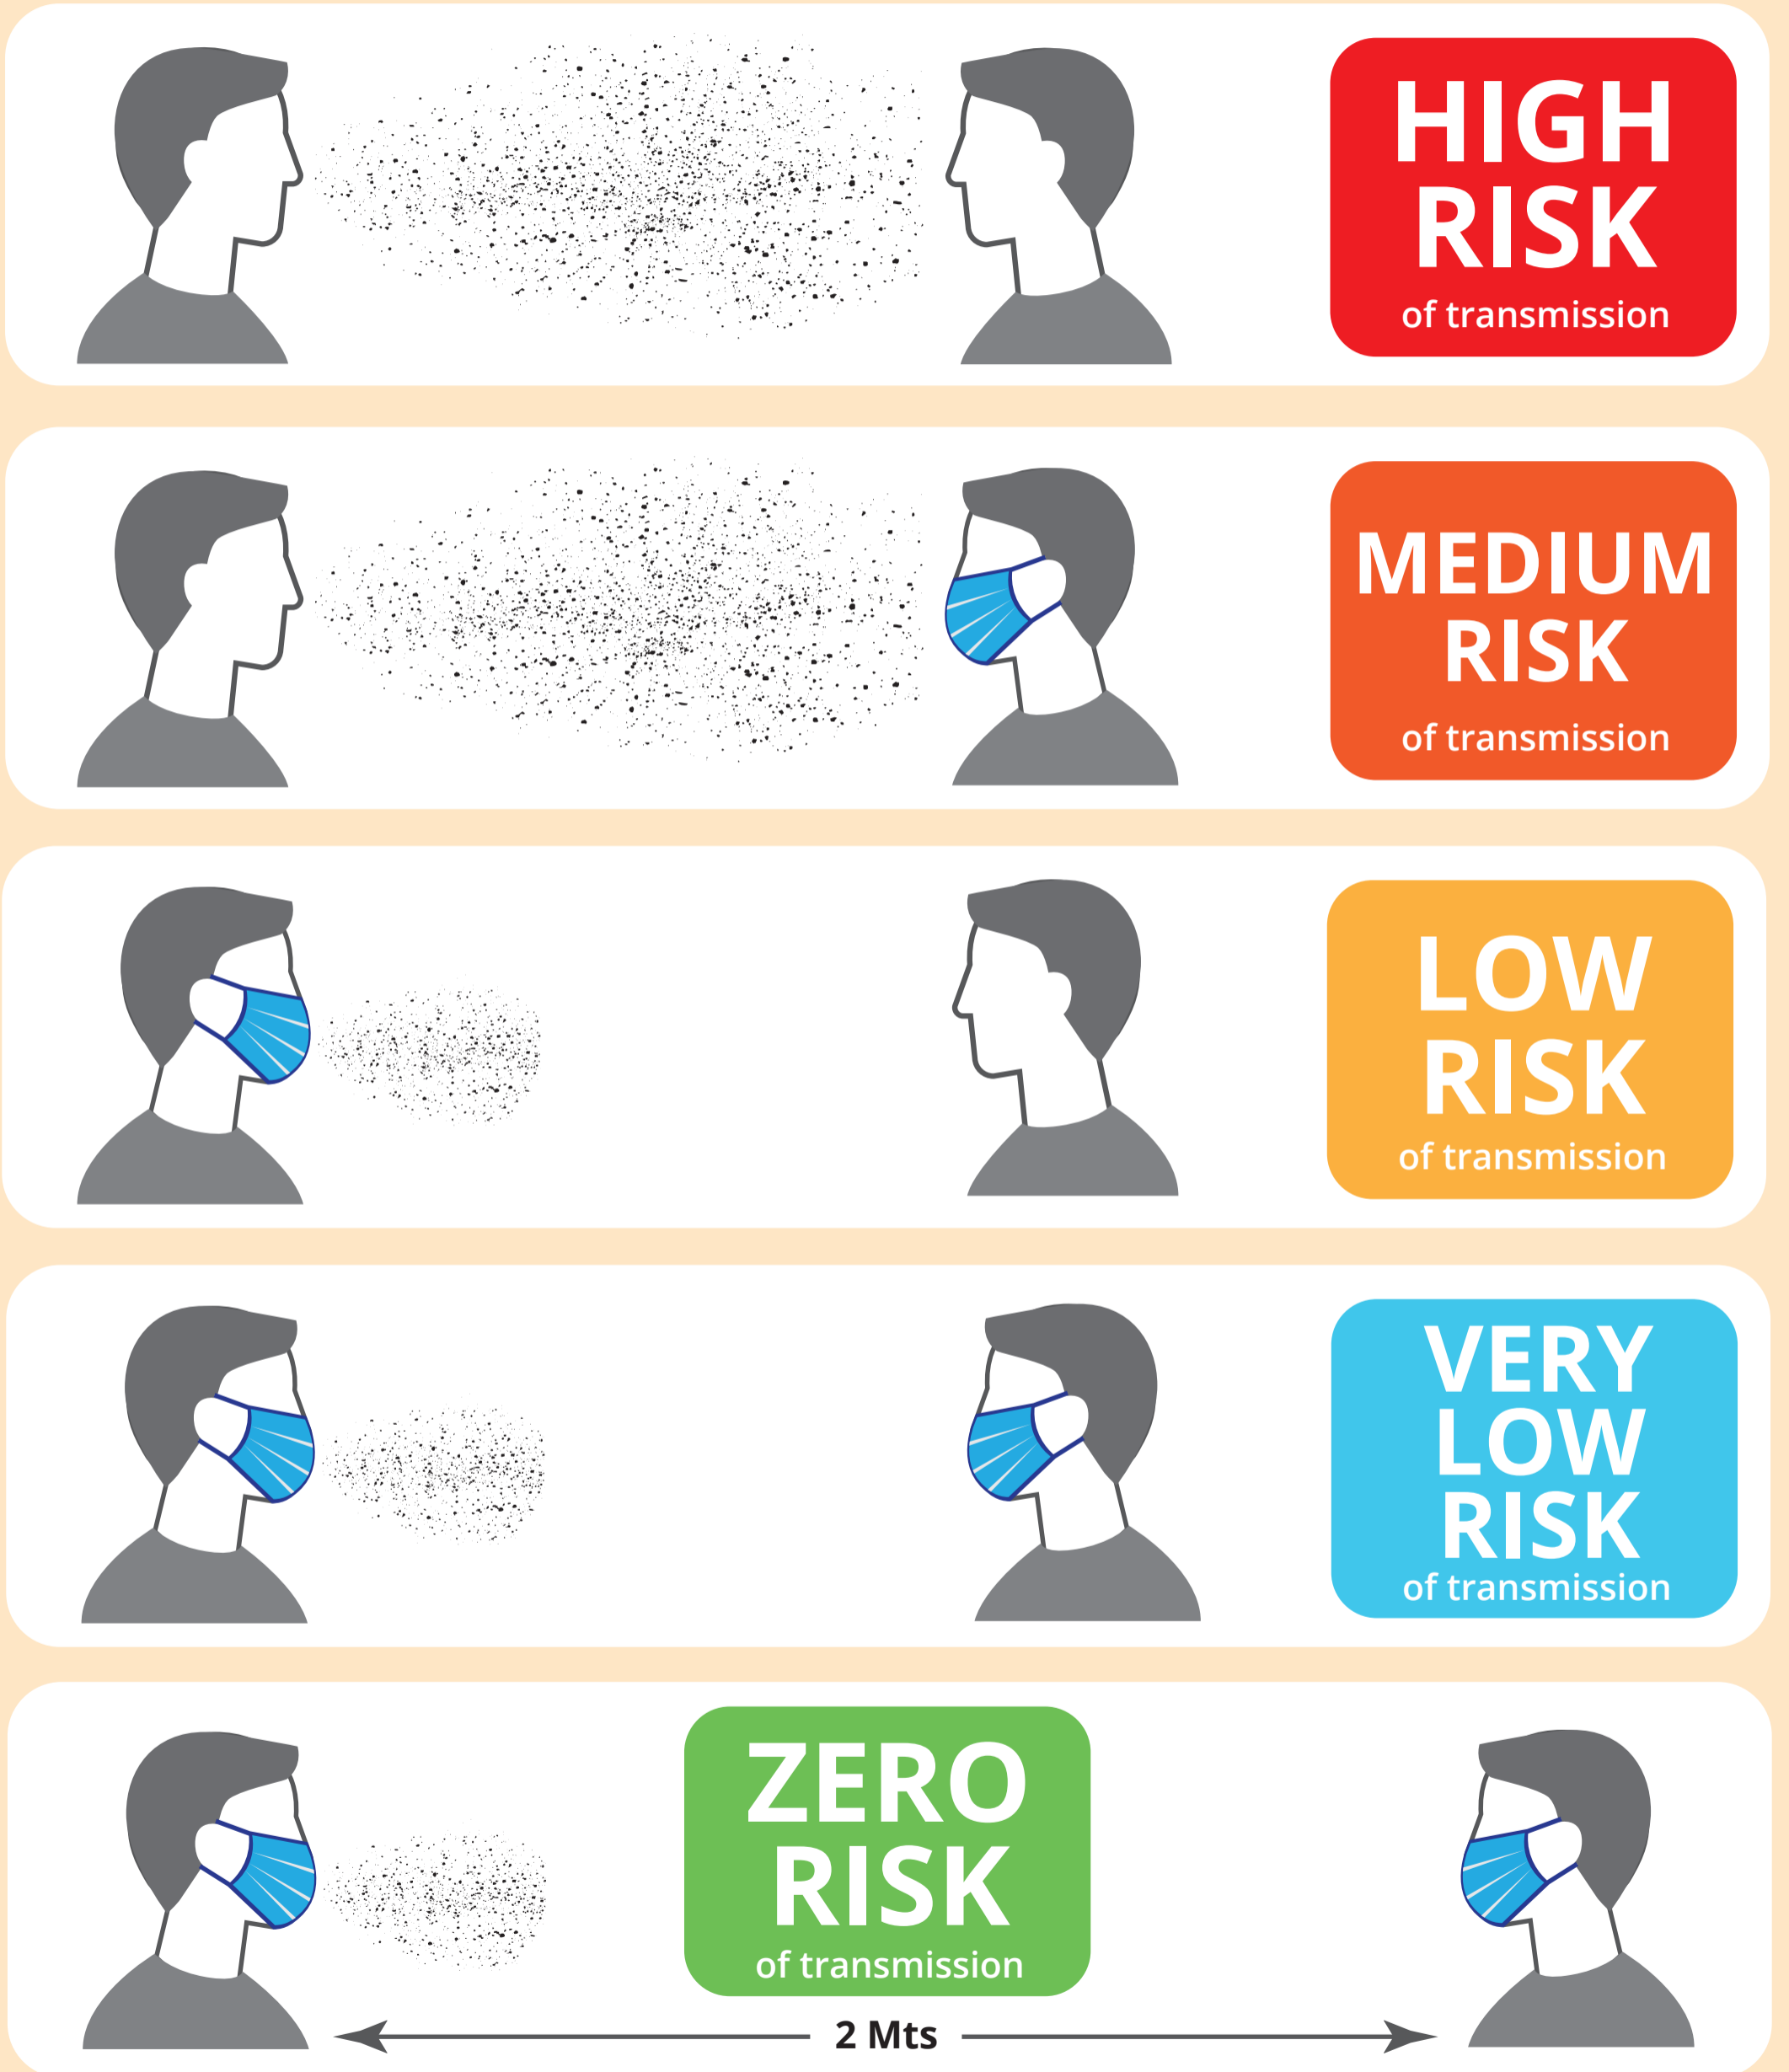 HIGH
RISK
of transmission
MEDIUM
RISK
of transmission
LOW
RISK
of transmission
VERY
LOW
RISK
of transmission
ZERO
RISK
of transmission
2 Mts